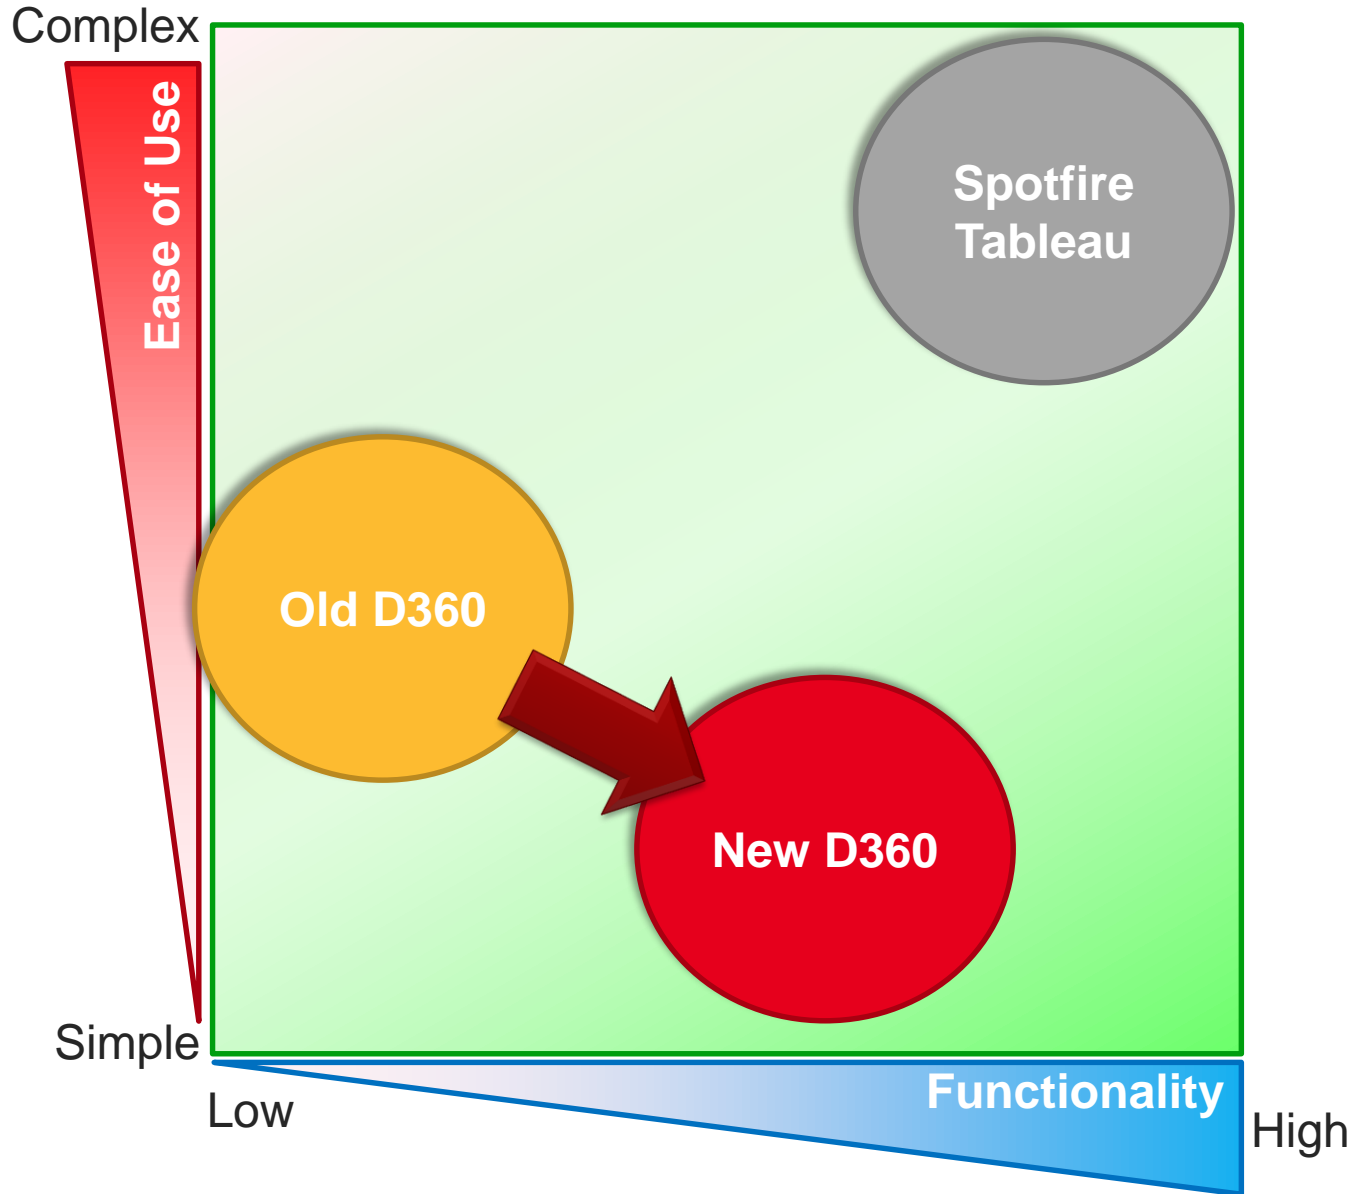 Complex
Ease of Use
Spotfire
Tableau
Old D360
New D360
Simple
Low
Functionality
High